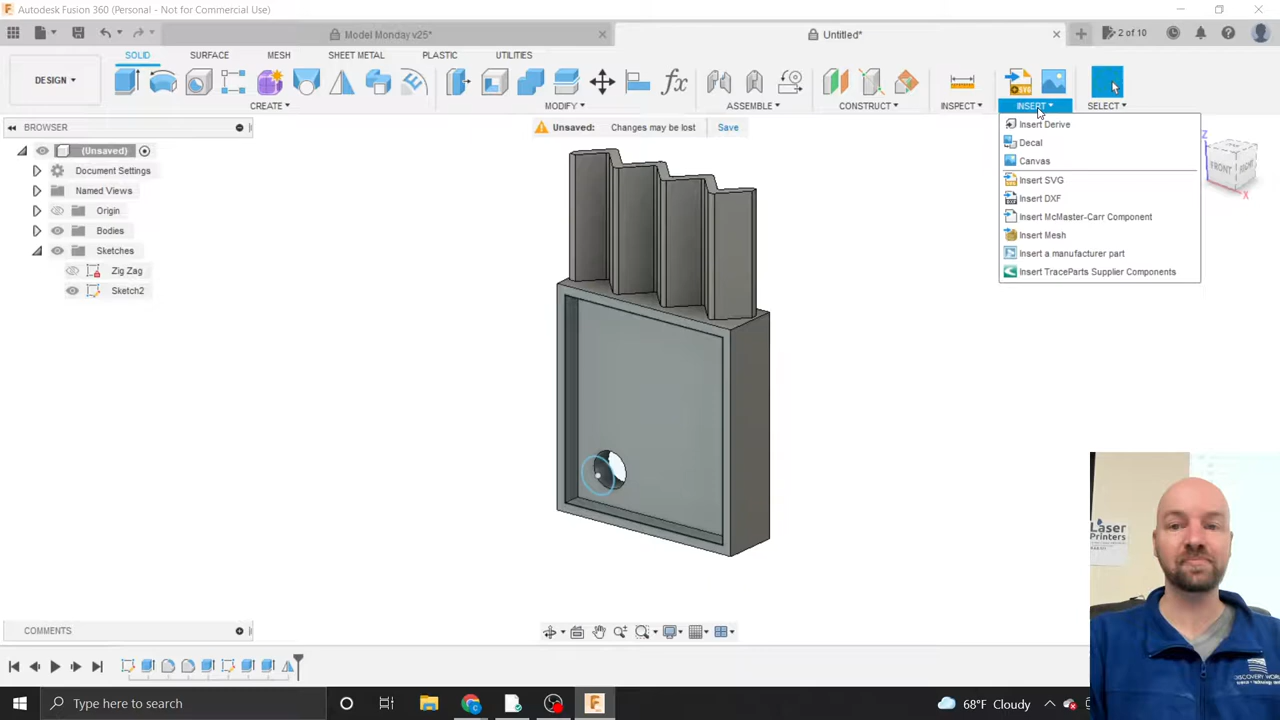 Autodesk Fusion 360 (Personal - Not for Commercial Use)
Model Monday v25*
Untitled*
2 of 10
SOLID SURFACE MESH SHEET METAL PLASTIC UTILITIES
DESIGN
CREATE MODIFY ASSEMBLE CONSTRUCT INSPECT INSERT SELECT
BROWSER
Unsaved: Changes may be lost Save
(Unsaved)
Document Settings
Named Views
Origin
Bodies
Sketches
Zig Zag
Sketch2
Insert Derive
Decal
Canvas
Insert SVG
Insert DXF
Insert McMaster-Carr Component
Insert Mesh
Insert a manufacturer part
Insert TraceParts Supplier Components
Z
FRONT RIGHT
X
Laser
Printers
DISCOVERY WORLD
COMMENTS
Type here to search
68°F Cloudy